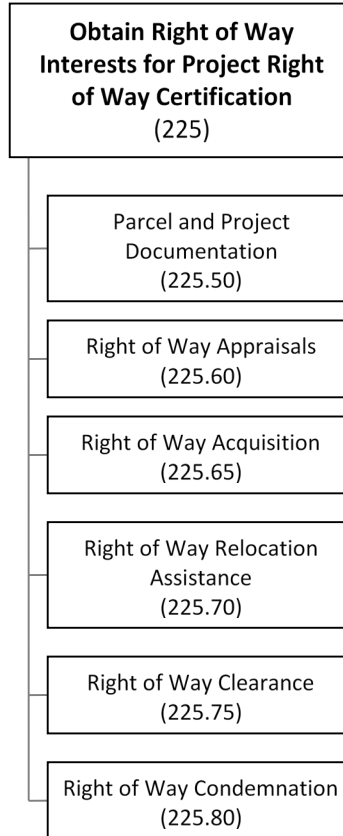 Obtain Right of Way
Interests for Project Right
of Way Certification
(225)
Parcel and Project
Documentation
(225.50)
Right of Way Appraisals
(225.60)
Right of Way Acquisition
(225.65)
Right of Way Relocation
Assistance
(225.70)
Right of Way Clearance
(225.75)
Right of Way Condemnation
(225.80)